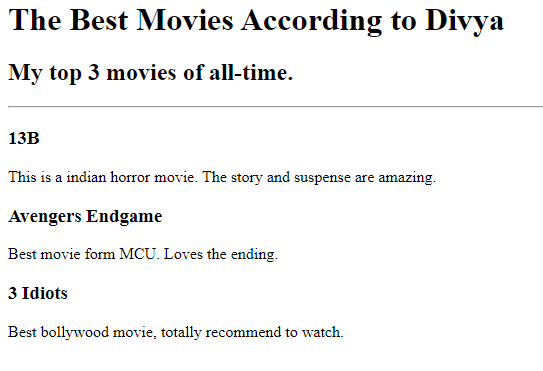 The Best Movies According to Divya
My top 3 movies of all-time.
13B
This is a indian horror movie. The story and suspense are amazing.
Avengers Endgame
Best movie form MCU. Loves the ending.
3 Idiots
Best bollywood movie, totally recommend to watch.